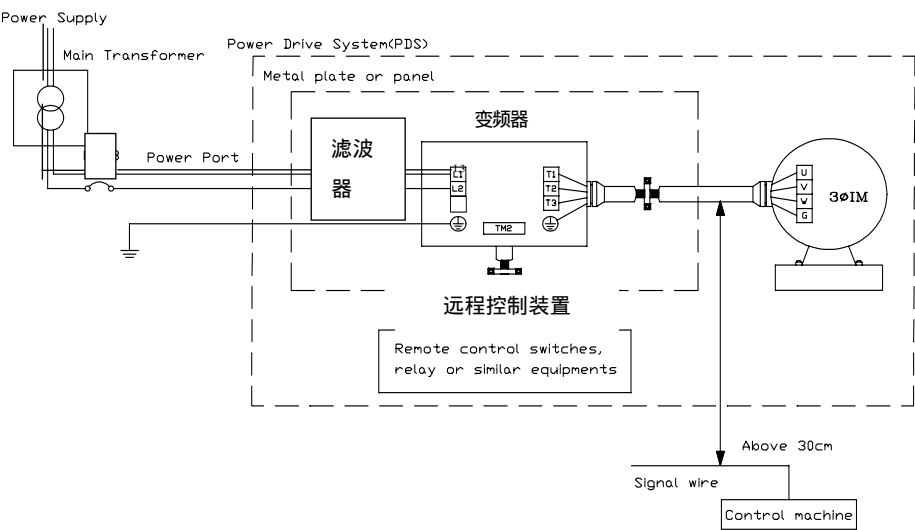 Power Supply
Main Transformer
Power Drive System(PDS)
Metal plate or panel
变频器
滤波
器
Power Port
L1
L2
T1
T2
T3
TM2
U
V
W
G
3øIM
远程控制装置
Remote control switches,
relay or similar equipments
Above 30cm
Signal wire
Control machine